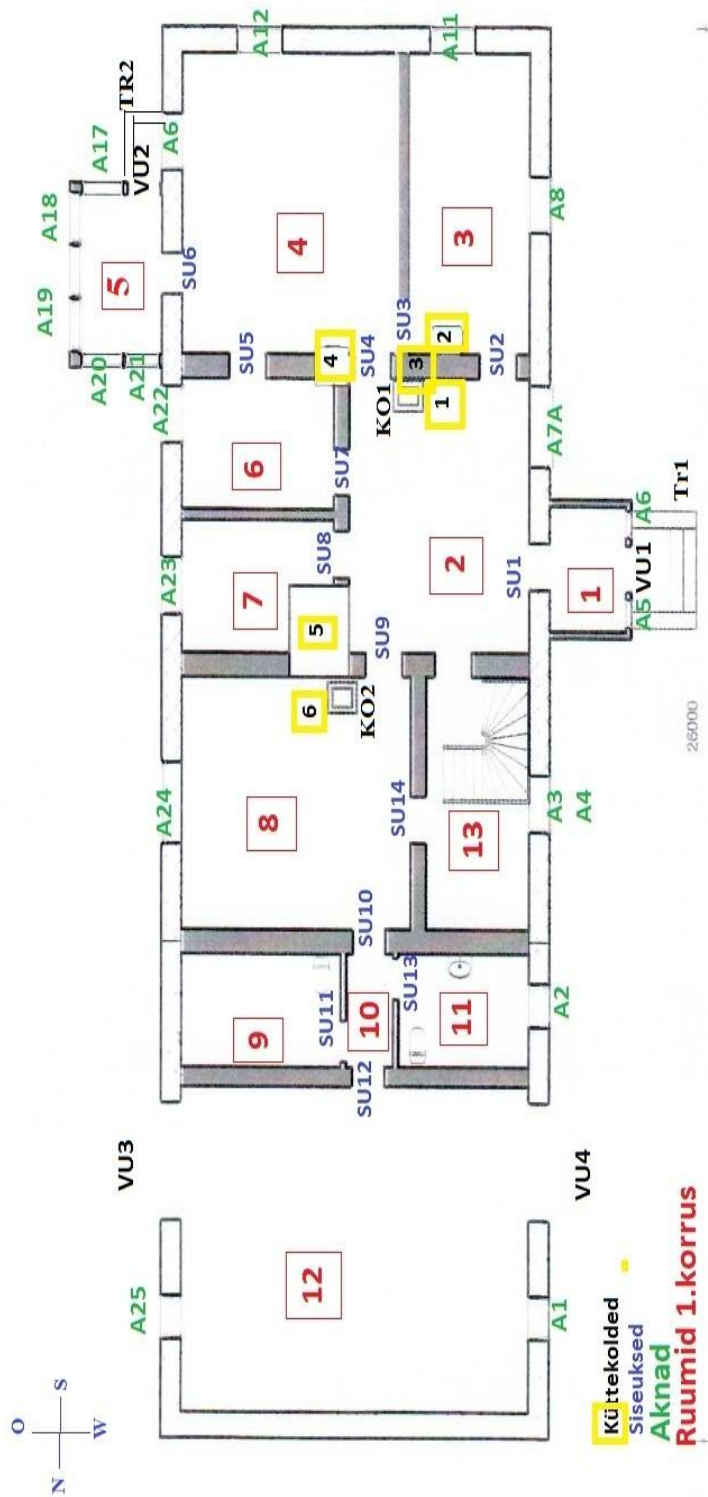 A12
A11
TR2
A17
VU2
A6
A18
A8
4
3
5
SU6
A19
SU3
SU5
4
SU4
2
SU2
A20
A21
3
A22
KO1
1
A7A
6
SU7
Tr1
A6
SU8
A23
7
2
SU1
1
VU1
5
SU9
A5
6
KO2
26000
A24
8
SU14
A3
A4
13
SU10
SU13
SU11
A2
9
10
11
SU12
VU3
VU4
A25
12
A1
O
N
S
W
Küttekolded
Siseuksed
Aknad
Ruumid 1.korrus